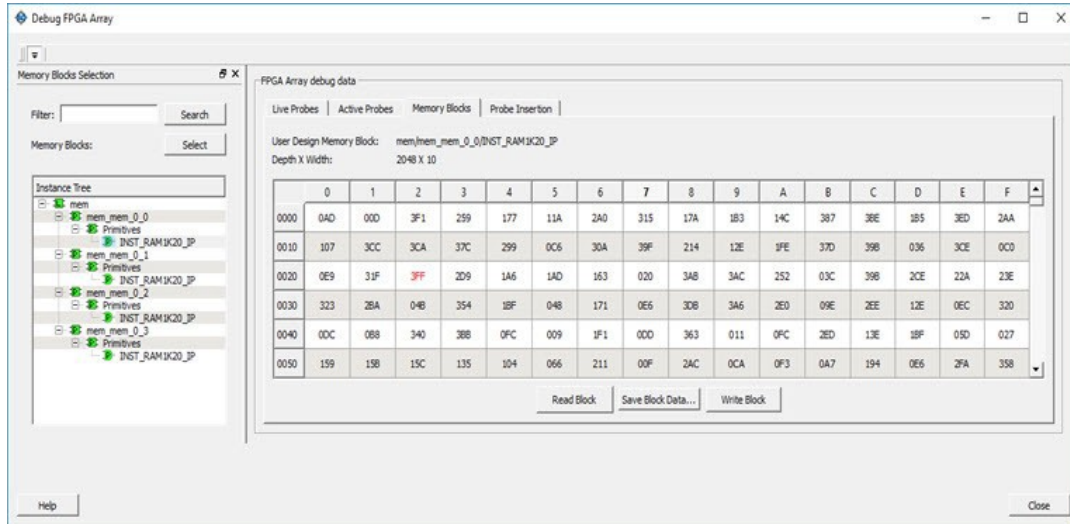 Debug FPGA Array
Memory Blocks Selection
Filter:
Search
Memory Blocks:
Select
Instance Tree
mem
mem_mem_0_0
Primitives
INST_RAM1K20_IP
mem_mem_0_1
Primitives
INST_RAM1K20_IP
mem_mem_0_2
Primitives
INST_RAM1K20_IP
mem_mem_0_3
Primitives
INST_RAM1K20_IP
FPGA Array debug data
Live Probes Active Probes Memory Blocks Probe Insertion
User Design Memory Block: mem/mem_mem_0_0/INST_RAM1K20_IP
Depth X Width: 2048 X 10
0 1 2 3 4 5 6 7 8 9 A B C D E F
0000 0AD 00D 3F1 259 177 11A 2A0 315 17A 1B3 14C 387 3BE 1B5 3ED 2AA
0010 107 3CC 3CA 37C 299 0C6 30A 39F 214 12E 1FE 37D 39B 036 3CE 0C0
0020 0E9 31F 3FF 2D9 1A6 1AD 163 020 3AB 3AC 252 03C 39B 2CE 22A 23E
0030 323 2BA 04B 354 1BF 04B 171 0E6 3DB 3A6 2E0 09E 2EE 12E 0EC 320
0040 0DC 0B8 340 3BB 0FC 009 1F1 0DD 363 011 0FC 2ED 13E 1BF 05D 027
0050 159 15B 15C 135 104 066 211 00F 2AC 0CA 0F3 0A7 194 0E6 2FA 358
Read Block Save Block Data... Write Block
Help
Close